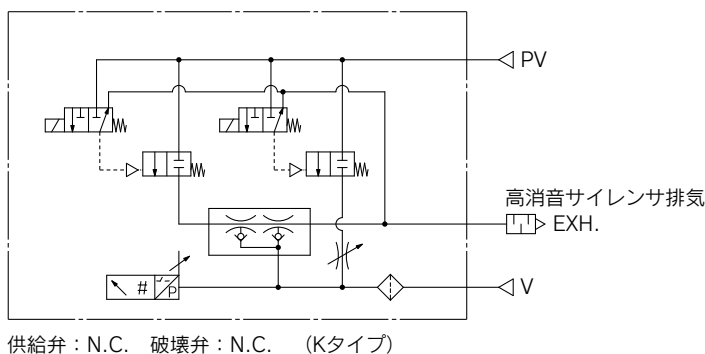 PV
高消音サイレンサ排気
EXH.
# P
V
供給弁：N.C. 破壊弁：N.C. （Kタイプ）